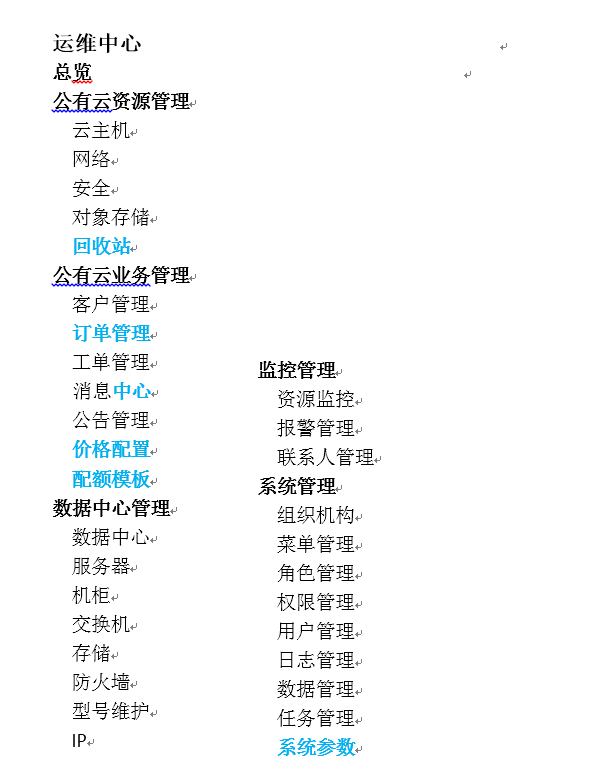 运维中心
总览
公有云资源管理
云主机
网络
安全
对象存储
回收站
公有云业务管理
客户管理
订单管理
工单管理
消息中心
公告管理
价格配置
配额模板
数据中心管理
数据中心
服务器
机柜
交换机
存储
防火墙
型号维护
IP
监控管理
资源监控
报警管理
联系人管理
系统管理
组织机构
菜单管理
角色管理
权限管理
用户管理
日志管理
数据管理
任务管理
系统参数